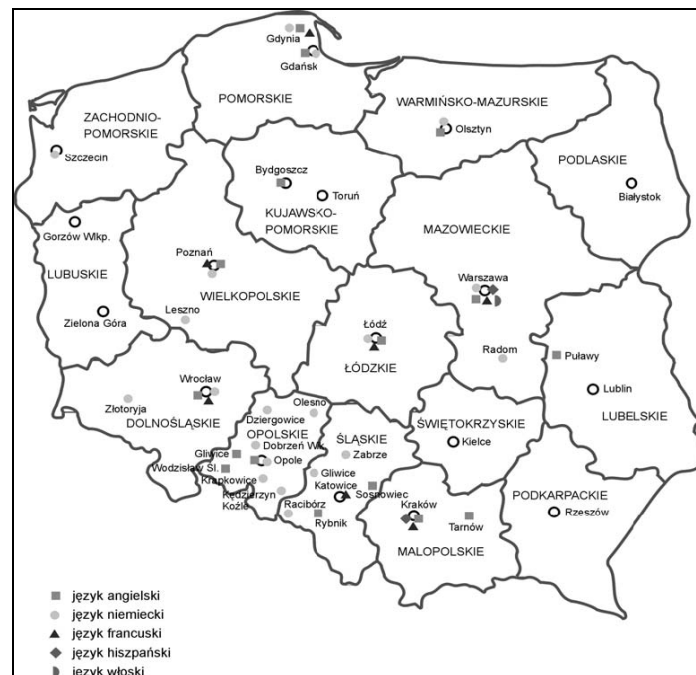 Gdynia
Gdańsk
POMORSKIE
ZACHODNIO-
POMORSKIE
Szczecin
WARMIŃSKO-MAZURSKIE
Olsztyn
PODLASKIE
Białystok
Bydgoszcz
Toruń
KUJAWSKO-
POMORSKIE
Gorzów Wlkp.
LUBUSKIE
Zielona Góra
Poznań
WIELKOPOLSKIE
Leszno
MAZOWIECKIE
Warszawa
Radom
Łódź
ŁÓDZKIE
Puławy
Lublin
LUBELSKIE
Wrocław
Złotoryja
DOLNOŚLĄSKIE
Olesno
Dziergowice
OPOLSKIE
Dobrzeń Wk.
Gliwice
Opole
Wodzisław Śl.
Krapkowice
Kędzierzyn
Koźle
ŚLĄSKIE
Zabrze
Gliwice
Katowice
Sosnowiec
Racibórz
Rybnik
ŚWIĘTOKRZYSKIE
Kielce
Kraków
Tarnów
MALOPOLSKIE
PODKARPACKIE
Rzeszów
język angielski
język niemiecki
język francuski
język hiszpański
język włoski